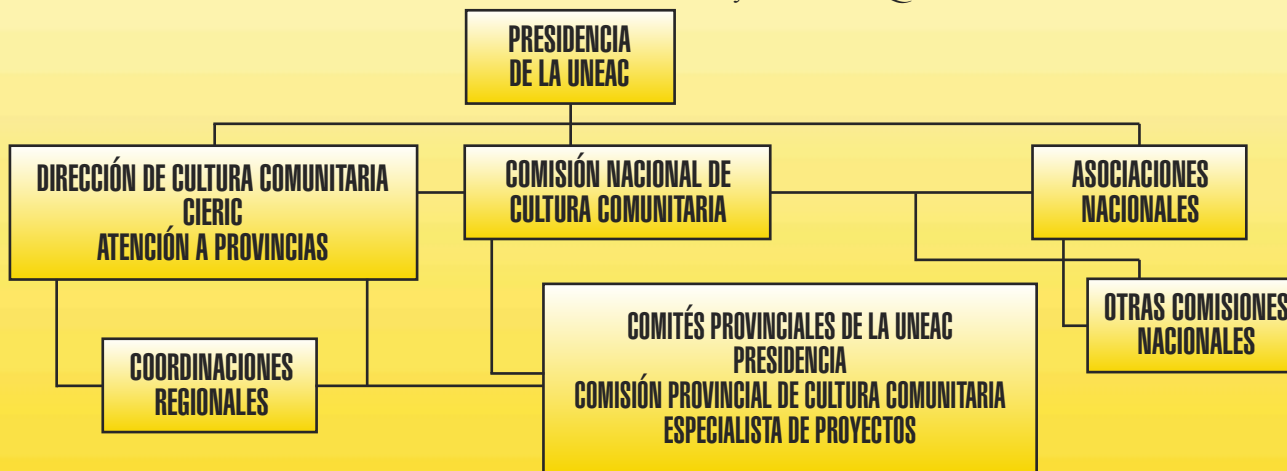 PRESIDENCIA
DE LA UNEAC
DIRECCIÓN DE CULTURA COMUNITARIA
CIERIC
ATENCIÓN A PROVINCIAS
COMISIÓN NACIONAL DE
CULTURA COMUNITARIA
ASOCIACIONES
NACIONALES
COORDINACIONES
REGIONALES
COMITÉS PROVINCIALES DE LA UNEAC
PRESIDENCIA
COMISIÓN PROVINCIAL DE CULTURA COMUNITARIA
ESPECIALISTA DE PROYECTOS
OTRAS COMISIONES
NACIONALES